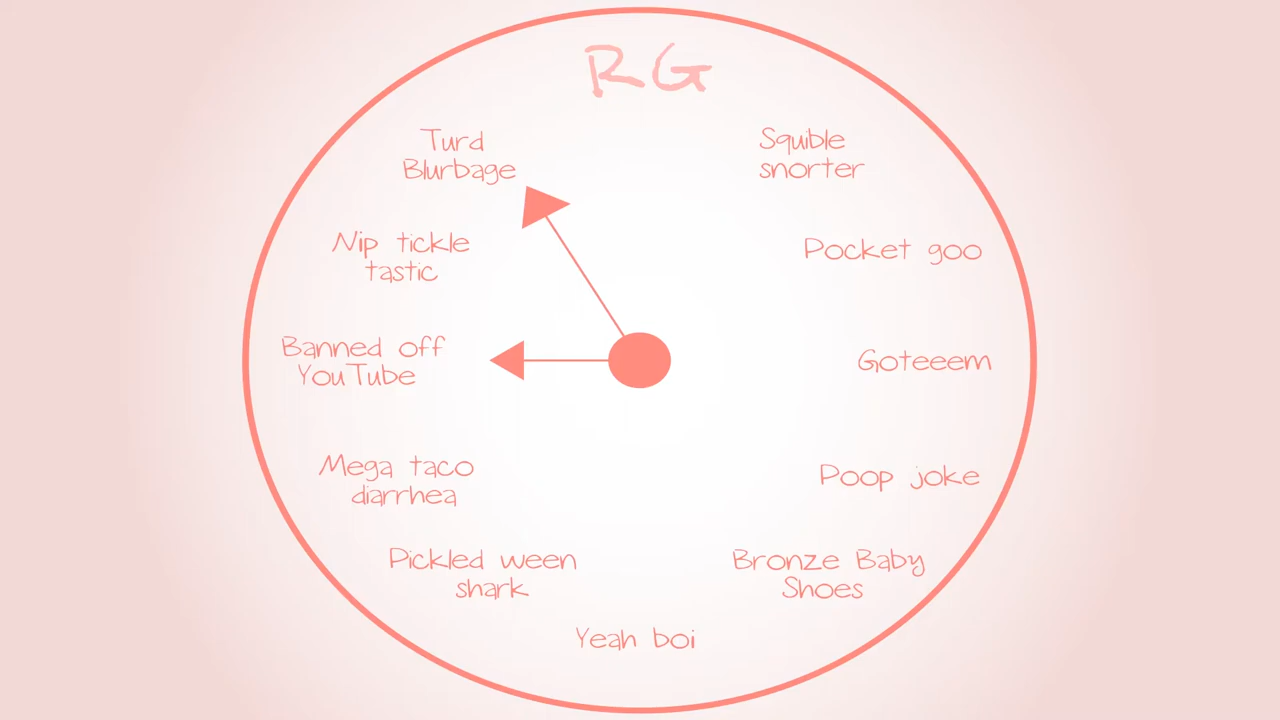 RG
Turd
Blurbage
Squible
snorter
Nip tickle
tastic
Pocket goo
Banned off
YouTube
Goteeem
Mega taco
diarrhea
Poop joke
Pickled ween
shark
Bronze Baby
Shoes
Yeah boi